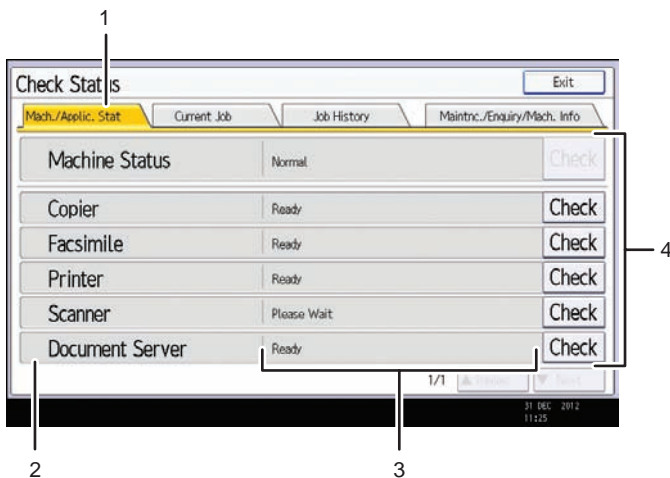 1
Check Status Exit
Mach./Applic. Stat Current Job Job History Maintnc./Enquiry/Mach. Info
Machine Status Normal Check
Copier Ready Check
Facsimile Ready Check
4
Printer Ready Check
Scanner Please Wait Check
Document Server Ready Check
1/1 ▲ ▼ Next
31 DEC 2012
11:25
2 3